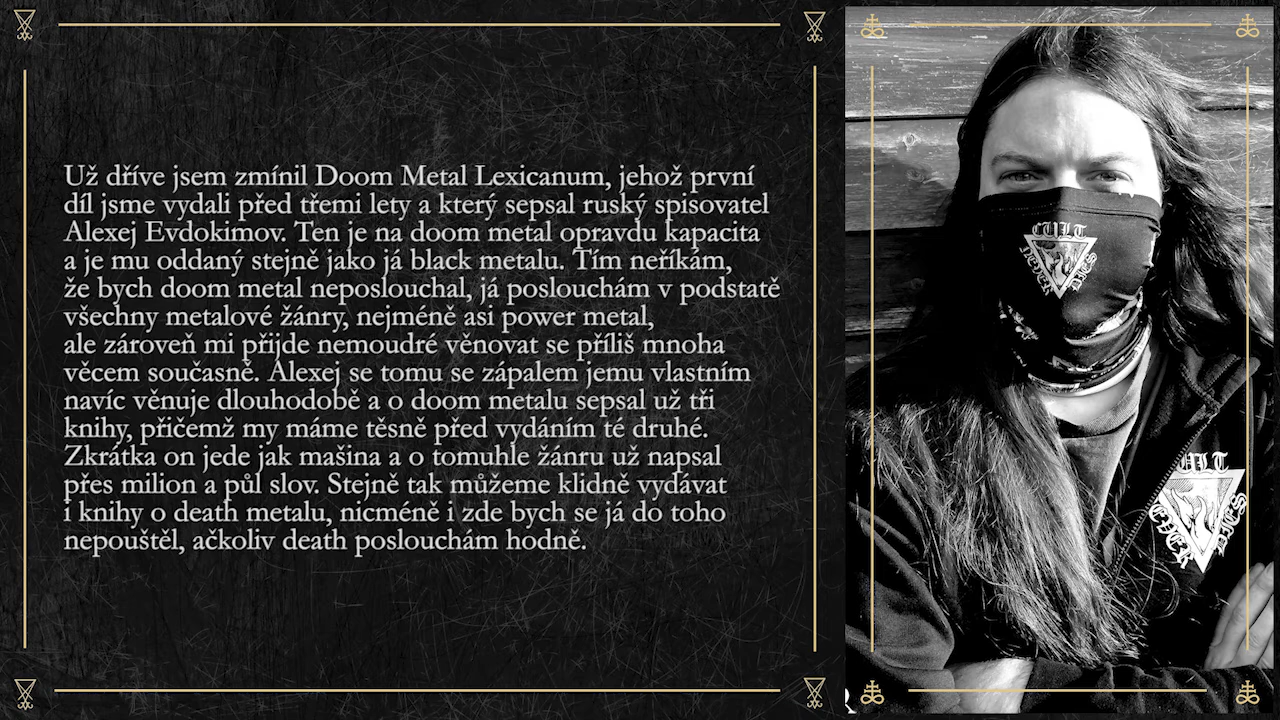 Už dříve jsem zmínil Doom Metal Lexicanum, jehož první
díl jsme vydali před třemi lety a který sepsal ruský spisovatel
Alexej Evdokimov. Ten je na doom metal opravdu kapacita
a je mu oddaný stejně jako já black metalu. Tím neříkám,
že bych doom metal neposlouchal, já poslouchám v podstatě
všechny metalové žánry, nejméně asi power metal,
ale zároveň mi přijde nemoudré věnovat se příliš mnoha
věcem současně. Alexej se tomu se zápalem jemu vlastním
navíc věnuje dlouhodobě a o doom metalu sepsal už tři
knihy, přičemž my máme těsně před vydáním té druhé.
Zkrátka on jede jak mašina a o tomuhle žánru už napsal
přes milion a půl slov. Stejně tak můžeme klidně vydávat
i knihy o death metalu, nicméně i zde bych se já do toho
nepouštěl, ačkoliv death poslouchám hodně.
CULT
NEVER DIES
CULT
NEVER DIES